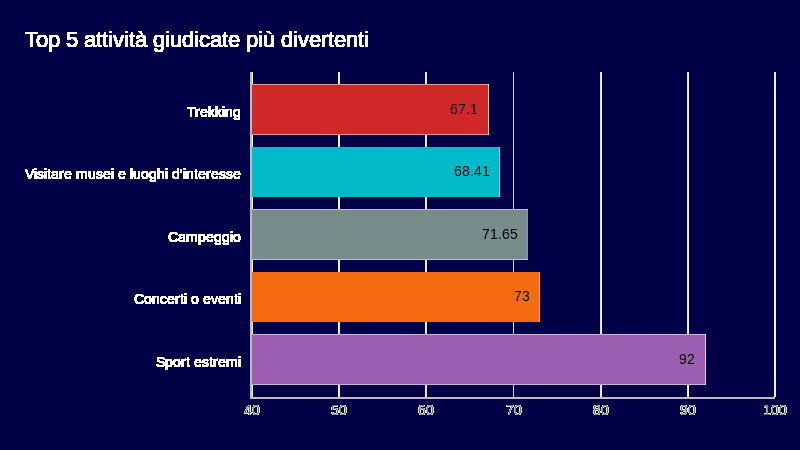 Top 5 attività giudicate più divertenti
Trekking
67.1
Visitare musei e luoghi d'interesse
68.41
Campeggio
71.65
Concerti o eventi
73
Sport estremi
92
40 50 60 70 80 90 100